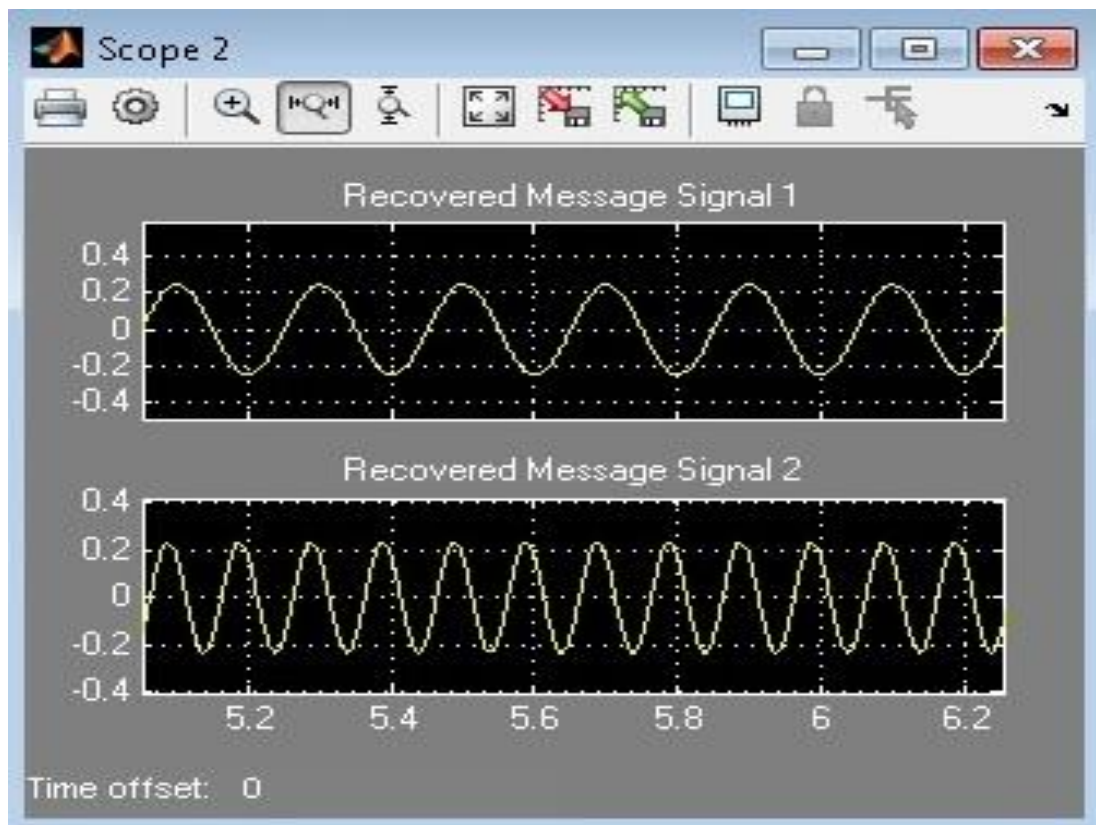 Scope 2
Recovered Message Signal 1
0.4
0.2
0
-0.2
-0.4
Recovered Message Signal 2
0.4
0.2
0
-0.2
-0.4
5.2 5.4 5.6 5.8 6 6.2
Time offset: 0